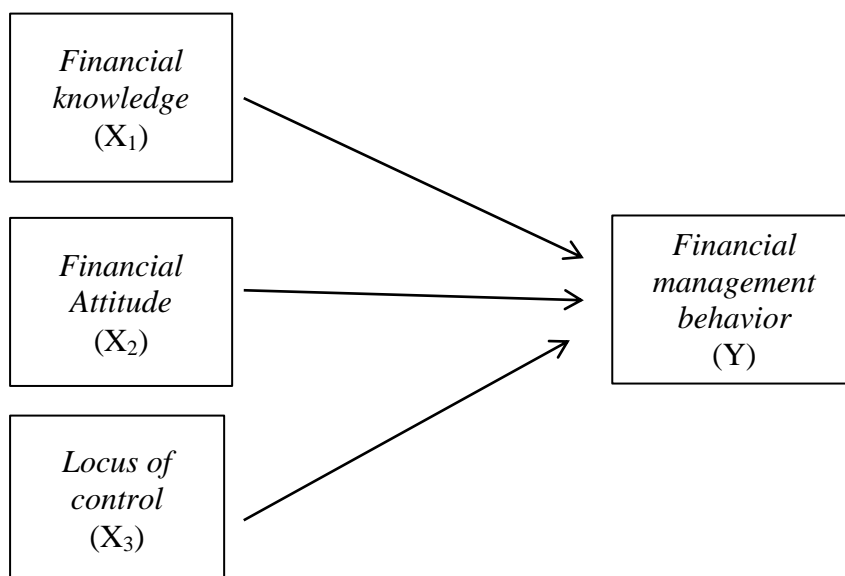 Financial
knowledge
(X₁)
Financial
Attitude
(X₂)
Locus of
control
(X₃)
Financial
management
behavior
(Y)